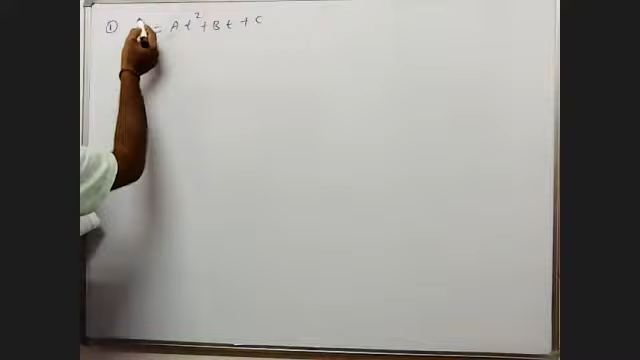 ① = At² + Bt + C